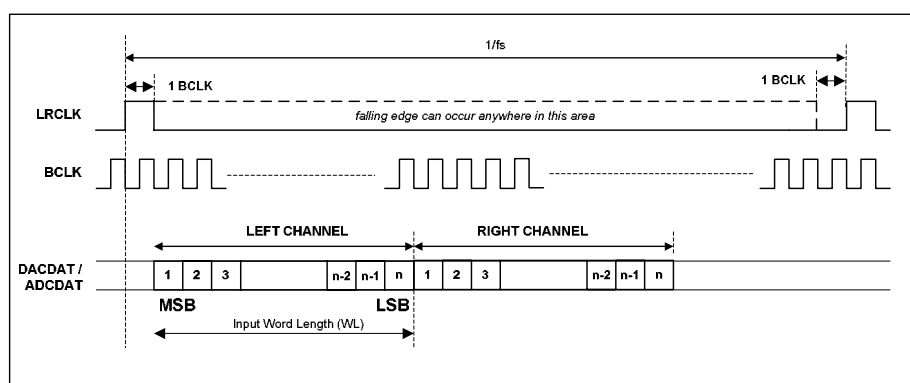 1/fs
1 BCLK
1 BCLK
LRCLK
falling edge can occur anywhere in this area
BCLK
LEFT CHANNEL
RIGHT CHANNEL
DACDAT /
ADCDAT
1 2 3 n-2 n-1 n 1 2 3 n-2 n-1 n
MSB
LSB
Input Word Length (WL)